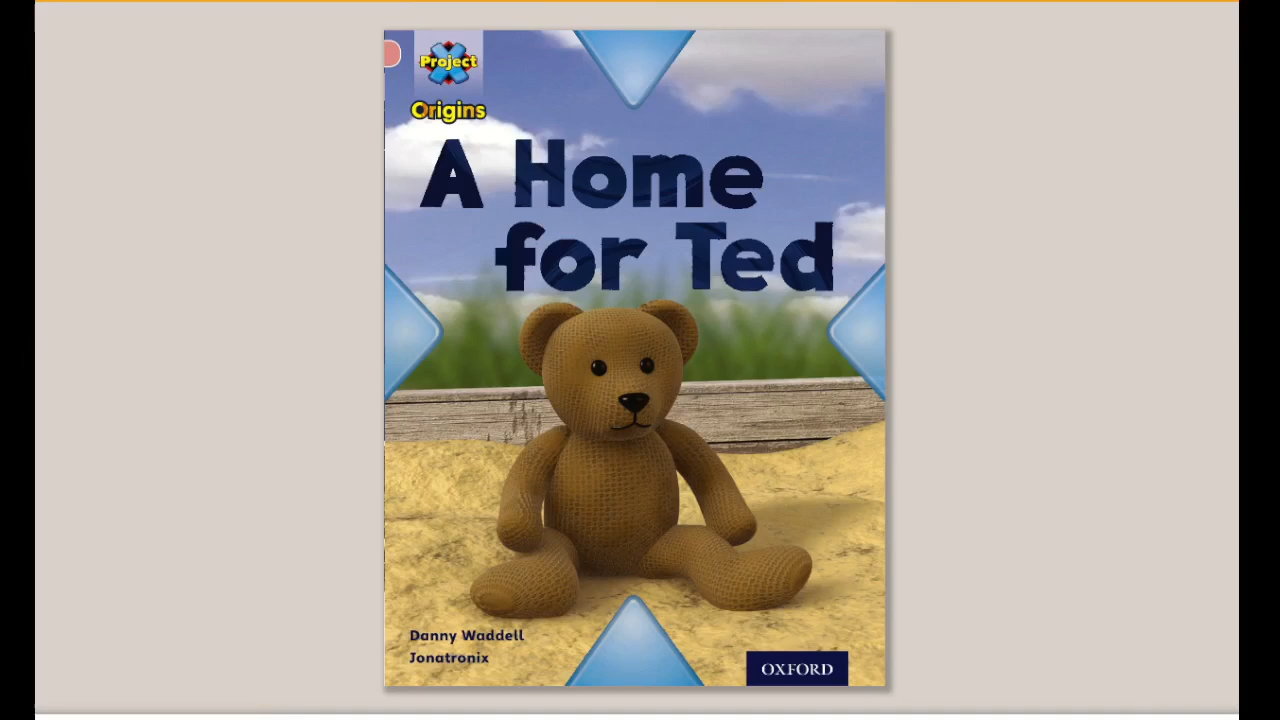 Project
Origins
A Home
for Ted
Danny Waddell
Jonatronix
OXFORD